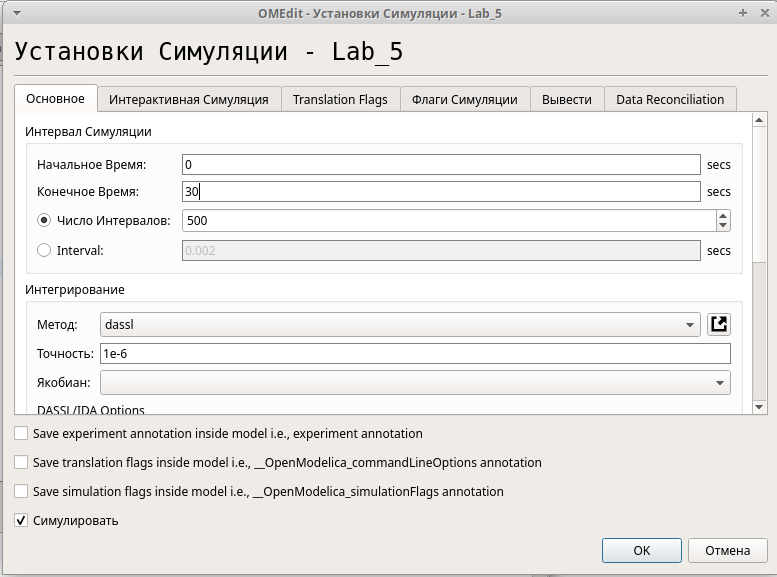 OMEdit - Установки Симуляции - Lab_5
Установки Симуляции - Lab_5
Основное Интерактивная Симуляция Translation Flags Флаги Симуляции Вывести Data Reconciliation
Интервал Симуляции
Начальное Время: 0 secs
Конечное Время: 30 secs
Число Интервалов: 500
Interval: 0.002 secs
Интегрирование
Метод: dassl
Точность: 1e-6
Якобиан:
DASSL/IDA Options
Save experiment annotation inside model i.e., experiment annotation
Save translation flags inside model i.e., __OpenModelica_commandLineOptions annotation
Save simulation flags inside model i.e., __OpenModelica_simulationFlags annotation
Симулировать
OK Отмена